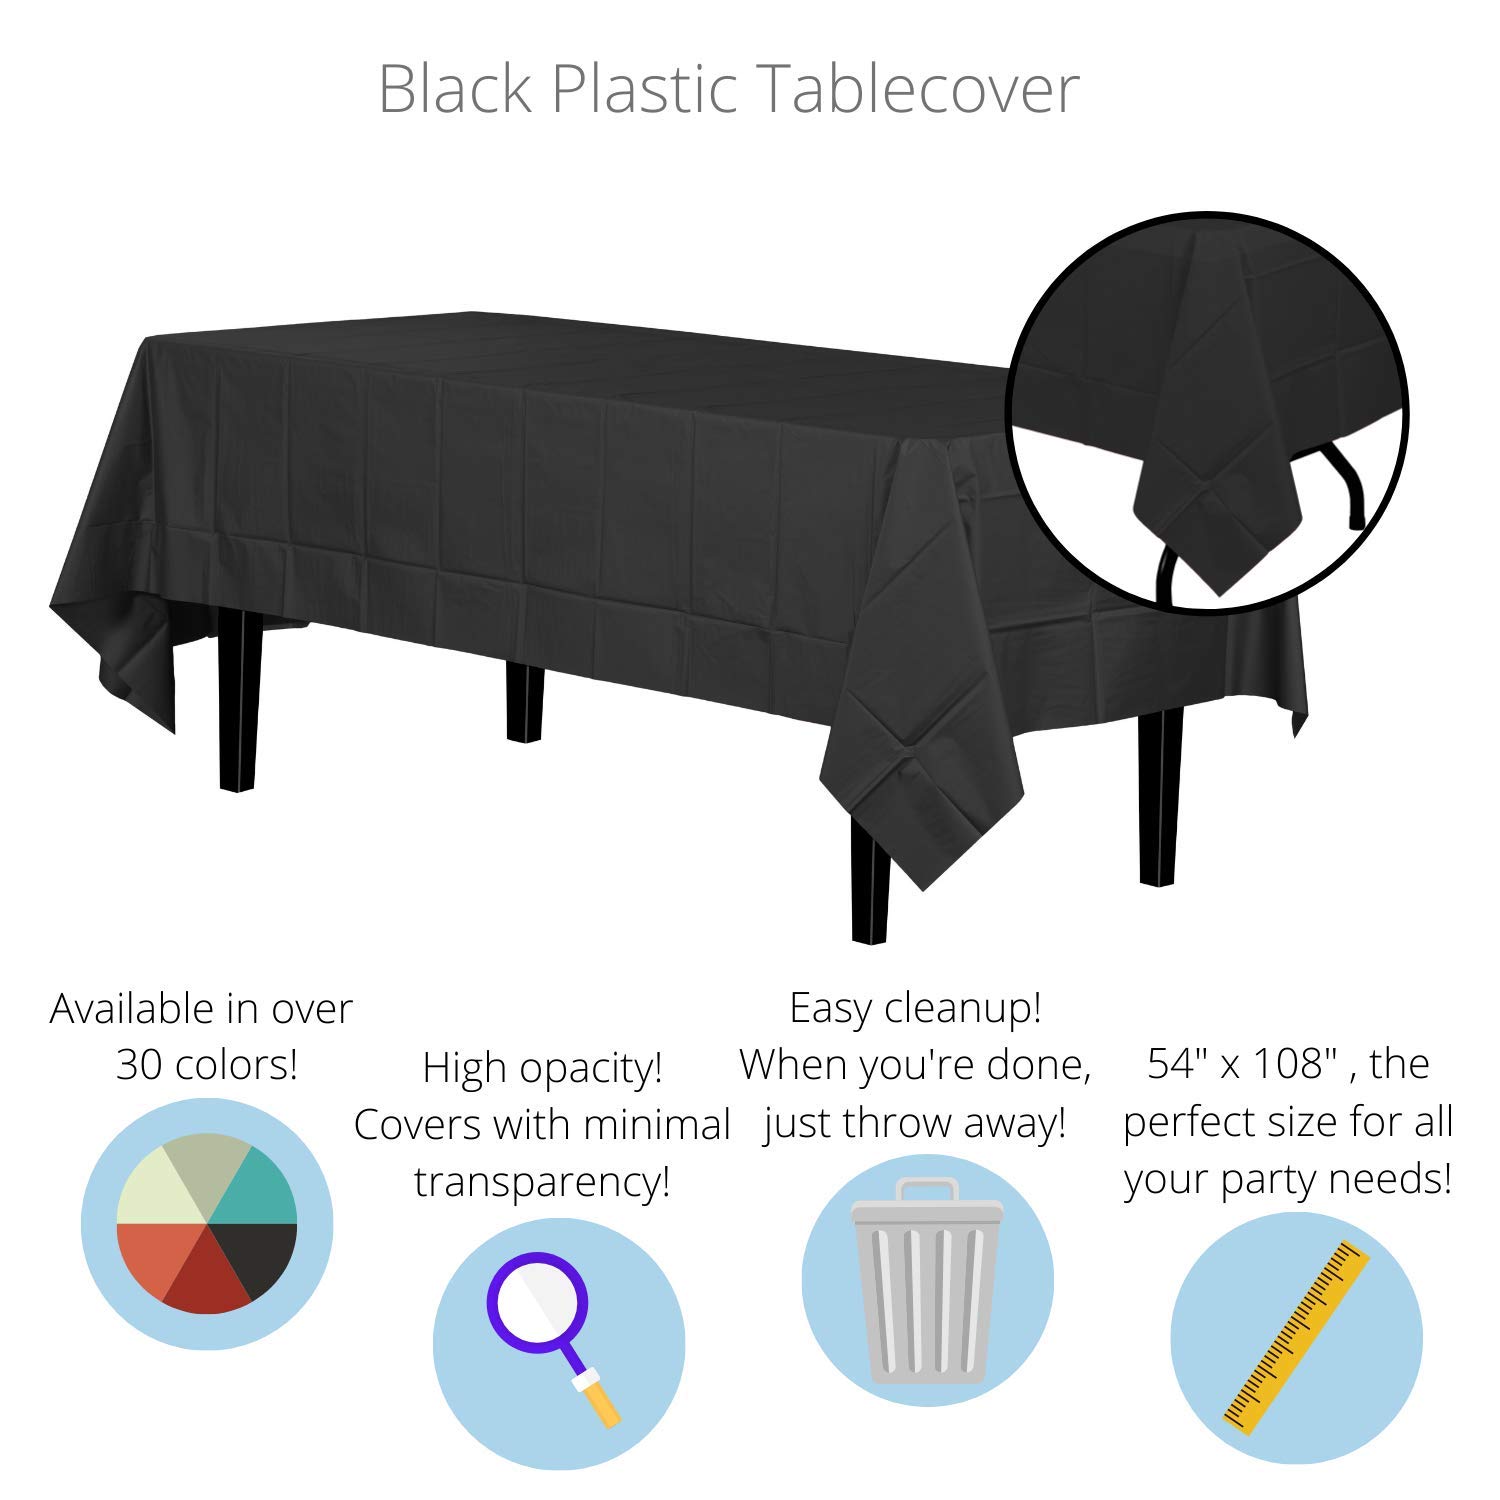 Black Plastic Tablecover
Available in over
30 colors!
High opacity!
Covers with minimal
transparency!
Easy cleanup!
When you're done,
just throw away!
54" x 108" , the
perfect size for all
your party needs!